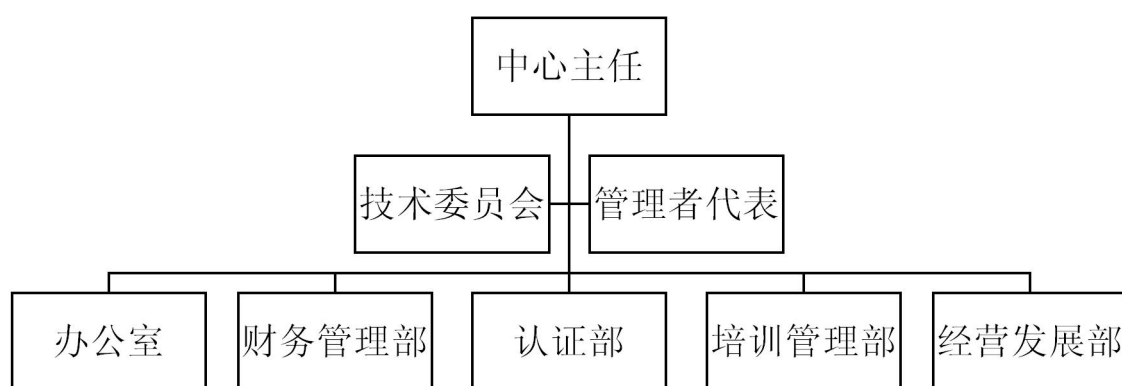 中心主任
技术委员会
管理者代表
办公室
财务管理部
认证部
培训管理部
经营发展部